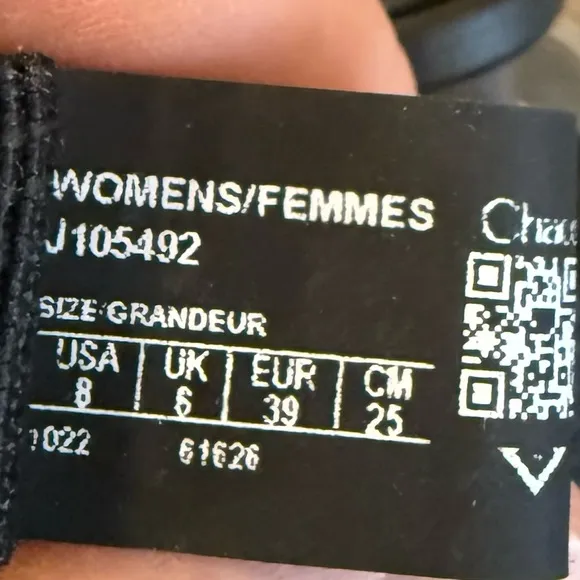 WOMENS/FEMMES
J105492
SIZE/GRANDEUR
USA UK EUR CM
8 6 39 25
1022 61626